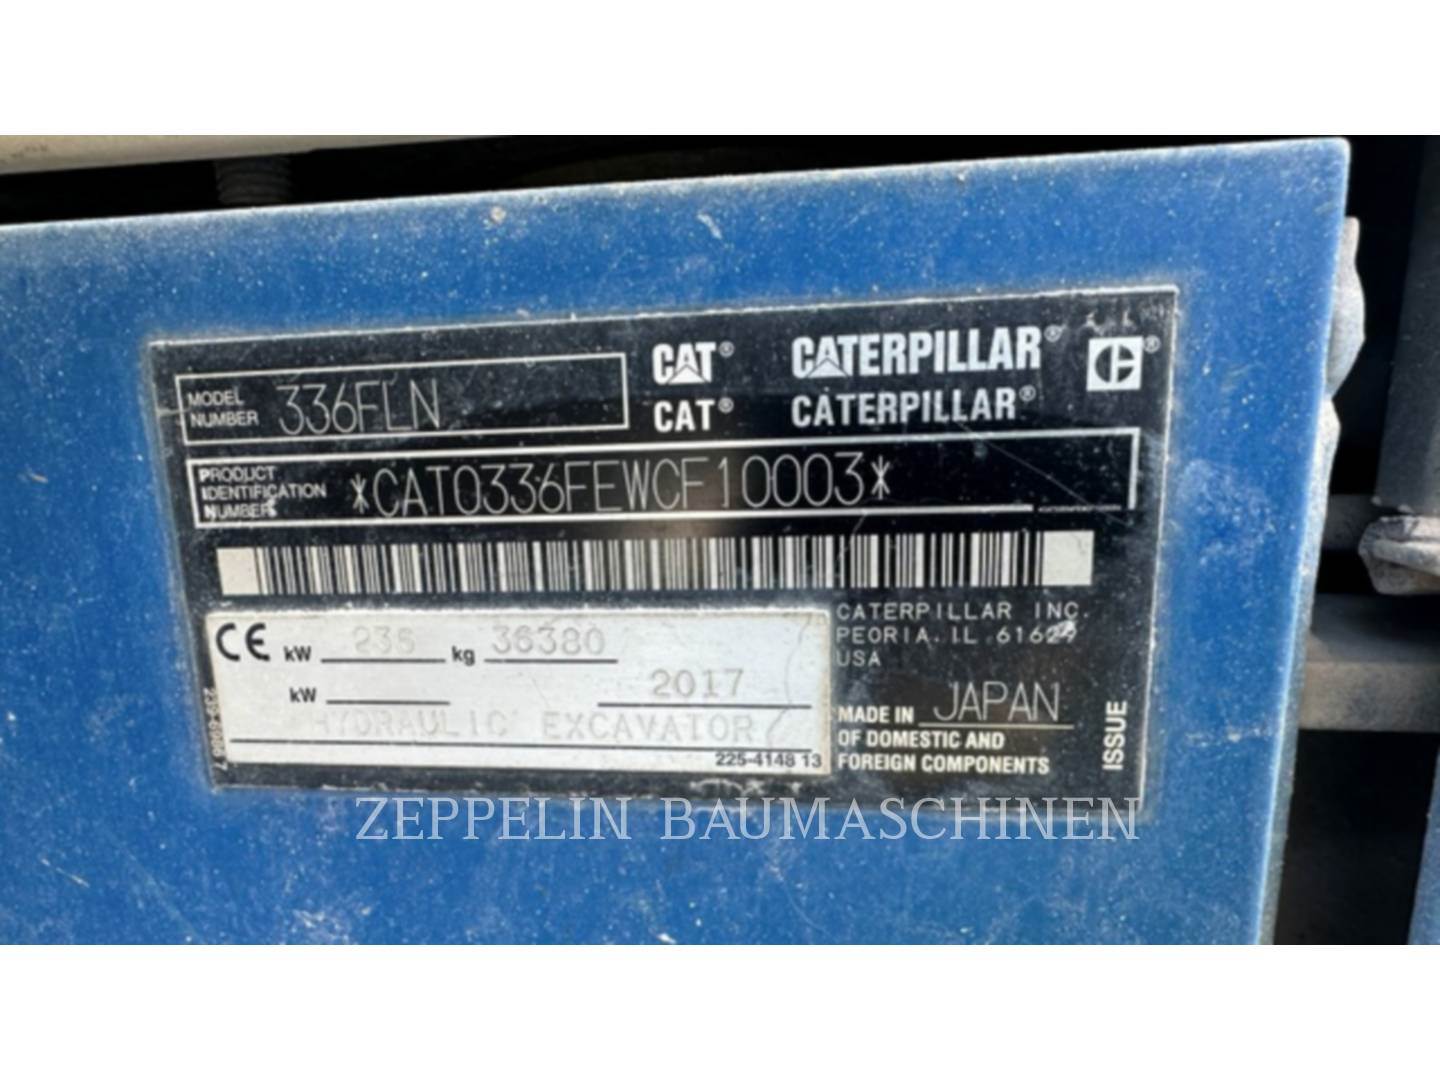 MODEL NUMBER 336FLN
CAT® CATERPILLAR®
CAT® CATERPILLAR®
PRODUCT IDENTIFICATION NUMBER *CAT0336FEWCF10003*
CE kW 235 kg 36380
kW 2017
HYDRAULIC EXCAVATOR
225-4148 13
CATERPILLAR INC.
PEORIA, IL 61629
USA
MADE IN JAPAN
OF DOMESTIC AND
FOREIGN COMPONENTS
ISSUE
ZEPPELIN BAUMASCHINEN